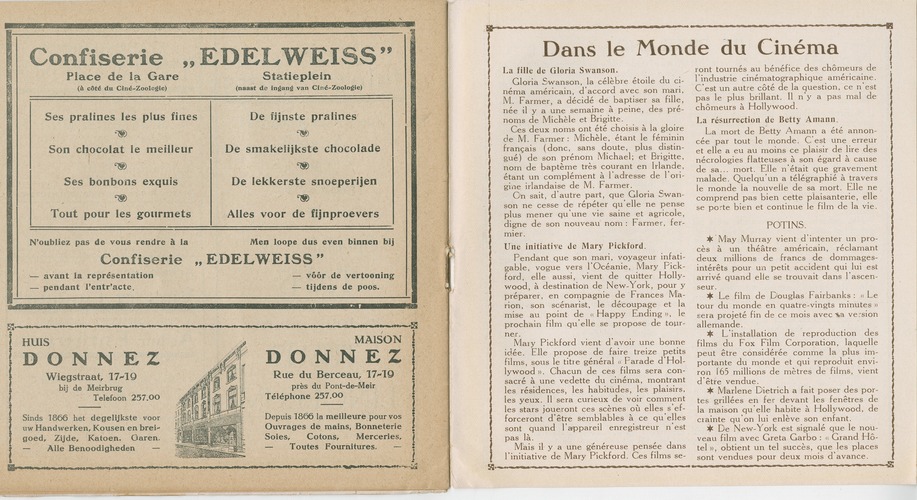 Confiserie „EDELWEISS”
Place de la Gare
(à côté du Ciné-Zoologie)
Statieplein
(naast de ingang van Ciné-Zoologie)
Ses pralines les plus fines
Son chocolat le meilleur
Ses bonbons exquis
Tout pour les gourmets
De fijnste pralines
De smakelijkste chocolade
De lekkerste snoeperijen
Alles voor de fijnproevers
N'oubliez pas de vous rendre à la
Men loope dus even binnen bij
Confiserie „EDELWEISS”
— avant la représentation
— pendant l'entr'acte.
— vóór de vertooning
— tijdens de poos.
HUIS
DONNEZ
Wiegstraat, 17-19
bij de Meirbrug
Telefoon 257.00
Sinds 1866 het degelijkste voor
uw Handwerken, Kousen en brei-
goed, Zijde, Katoen, Garen.
- Alle Benoodigheden -
MAISON
DONNEZ
Rue du Berceau, 17-19
près du Pont-de-Meir
Téléphone 257.00
Depuis 1866 la meilleure pour vos
Ouvrages de mains, Bonneterie
Soies, Cotons, Merceries.
- Toutes Fournitures. -
Dans le Monde du Cinéma
La fille de Gloria Swanson.
Gloria Swanson, la célèbre étoile du ci-
néma américain, d'accord avec son mari,
M. Farmer, a décidé de baptiser sa fille,
née il y a une semaine à peine, des pré-
noms de Michèle et Brigitte.
Ces deux noms ont été choisis à la gloire
de M. Farmer : Michèle, étant le féminin
français (donc, sans doute, plus distin-
gué) de son prénom Michael; et Brigitte,
nom de baptême très courant en Irlande,
étant un complément à l'adresse de l'ori-
gine irlandaise de M. Farmer.
On sait, d'autre part, que Gloria Swan-
son ne cesse de répéter qu'elle ne pense
plus mener qu'une vie saine et agricole,
digne de son nouveau nom : Farmer, fer-
mier.
Une initiative de Mary Pickford.
Pendant que son mari, voyageur infati-
gable, vogue vers l'Océanie, Mary Pick-
ford, elle aussi, vient de quitter Holly-
wood, à destination de New-York, pour y
préparer, en compagnie de Frances Ma-
rion, son scénarist, le découpage et la
mise au point de « Happy Ending », le
prochain film qu'elle se propose de tour-
ner.
Mary Pickford vient d'avoir une bonne
idée. Elle propose de faire treize petits
films, sous le titre général « Parade d'Hol-
lywood ». Chacun de ces films sera con-
sacré à une vedette du cinéma, montrant
les résidences, les habitudes, les plaisirs,
les yeux. Il sera curieux de voir comment
les stars joueront ces scènes où elles s'ef-
forceront d'être semblables à ce qu'elles
sont quand l'appareil enregistreur n'est
pas là.
Mais il y a une généreuse pensée dans
l'initiative de Mary Pickford. Ces films se-
ront tournés au bénéfice des chômeurs de
l'industrie cinématographique américaine.
C'est un autre côté de la question, ce n'est
pas le plus brillant. Il n'y a pas mal de
chômeurs à Hollywood.
La résurrection de Betty Amann.
La mort de Betty Amann a été annon-
cée par tout le monde. C'est une erreur
et elle a eu au moins ce plaisir de lire des
nécrologies flatteuses à son égard à cause
de sa... mort. Elle n'était que gravement
malade. Quelqu'un a télégraphié à travers
le monde la nouvelle de sa mort. Elle ne
comprend pas bien cette plaisanterie, elle
se porte bien et continue le film de la vie.
POTINS.
✶ May Murray vient d'intenter un pro-
cès à un théâtre américain, réclamant
deux millions de francs de dommages-
intérêts pour un petit accident qui lui est
arrivé quand elle se trouvait dans l'ascen-
seur.
✶ Le film de Douglas Fairbanks : « Le
tour du monde en quatre-vingts minutes »
sera projeté fin de ce mois avec sa version
allemande.
✶ L'installation de reproduction des
films du Fox Film Corporation, laquelle
peut être considérée comme la plus im-
portante du monde et qui reproduit envi-
ron 165 millions de mètres de films, vient
d'être vendue.
✶ Marlene Dietrich a fait poser des por-
tes grillées en fer devant les fenêtres de
la maison qu'elle habite à Hollywood, de
crainte qu'on lui enlève son enfant.
✶ De New-York est signalé que le nou-
veau film avec Greta Garbo : « Grand Hô-
tel », obtient un tel succès, que les places
sont vendues pour deux mois d'avance.